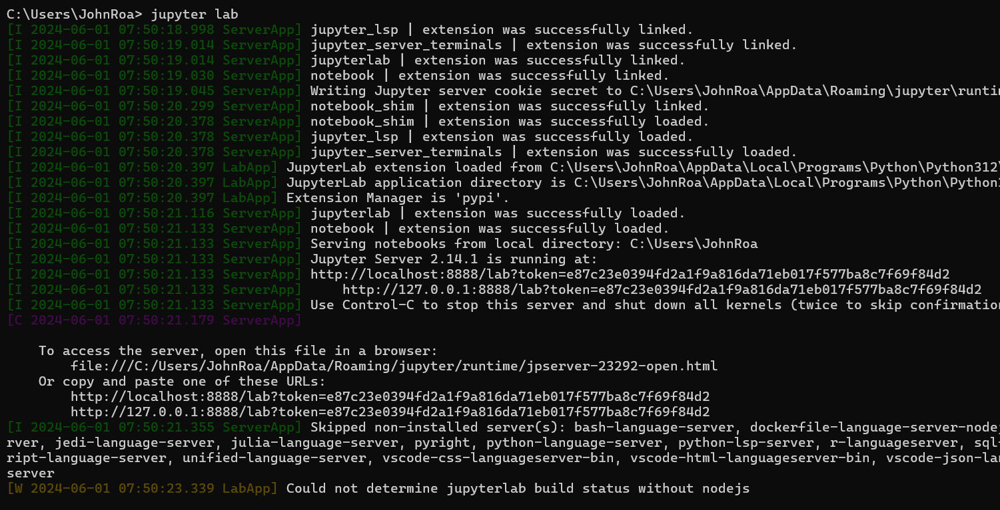 C:\Users\JohnRoa> jupyter lab
[I 2024-06-01 07:50:18.998 ServerApp] jupyter_lsp | extension was successfully linked.
[I 2024-06-01 07:50:19.014 ServerApp] jupyter_server_terminals | extension was successfully linked.
[I 2024-06-01 07:50:19.014 ServerApp] jupyterlab | extension was successfully linked.
[I 2024-06-01 07:50:19.030 ServerApp] notebook | extension was successfully linked.
[I 2024-06-01 07:50:19.045 ServerApp] Writing Jupyter server cookie secret to C:\Users\JohnRoa\AppData\Roaming\jupyter\runtim
[I 2024-06-01 07:50:20.299 ServerApp] notebook_shim | extension was successfully linked.
[I 2024-06-01 07:50:20.378 ServerApp] notebook_shim | extension was successfully loaded.
[I 2024-06-01 07:50:20.378 ServerApp] jupyter_lsp | extension was successfully loaded.
[I 2024-06-01 07:50:20.378 ServerApp] jupyter_server_terminals | extension was successfully loaded.
[I 2024-06-01 07:50:20.397 LabApp] JupyterLab extension loaded from C:\Users\JohnRoa\AppData\Local\Programs\Python\Python312\
[I 2024-06-01 07:50:20.397 LabApp] JupyterLab application directory is C:\Users\JohnRoa\AppData\Local\Programs\Python\Python3
[I 2024-06-01 07:50:20.397 LabApp] Extension Manager is 'pypi'.
[I 2024-06-01 07:50:21.116 ServerApp] jupyterlab | extension was successfully loaded.
[I 2024-06-01 07:50:21.133 ServerApp] notebook | extension was successfully loaded.
[I 2024-06-01 07:50:21.133 ServerApp] Serving notebooks from local directory: C:\Users\JohnRoa
[I 2024-06-01 07:50:21.133 ServerApp] Jupyter Server 2.14.1 is running at:
[I 2024-06-01 07:50:21.133 ServerApp] http://localhost:8888/lab?token=e87c23e0394fd2a1f9a816da71eb017f577ba8c7f69f84d2
[I 2024-06-01 07:50:21.133 ServerApp]     http://127.0.0.1:8888/lab?token=e87c23e0394fd2a1f9a816da71eb017f577ba8c7f69f84d2
[I 2024-06-01 07:50:21.133 ServerApp] Use Control-C to stop this server and shut down all kernels (twice to skip confirmation
[C 2024-06-01 07:50:21.179 ServerApp]
    To access the server, open this file in a browser:
        file:///C:/Users/JohnRoa/AppData/Roaming/jupyter/runtime/jpserver-23292-open.html
    Or copy and paste one of these URLs:
        http://localhost:8888/lab?token=e87c23e0394fd2a1f9a816da71eb017f577ba8c7f69f84d2
        http://127.0.0.1:8888/lab?token=e87c23e0394fd2a1f9a816da71eb017f577ba8c7f69f84d2
[I 2024-06-01 07:50:21.355 ServerApp] Skipped non-installed server(s): bash-language-server, dockerfile-language-server-nodej
rver, jedi-language-server, julia-language-server, pyright, python-language-server, python-lsp-server, r-languageserver, sql-
ript-language-server, unified-language-server, vscode-css-languageserver-bin, vscode-html-languageserver-bin, vscode-json-lan
server
[W 2024-06-01 07:50:23.339 LabApp] Could not determine jupyterlab build status without nodejs